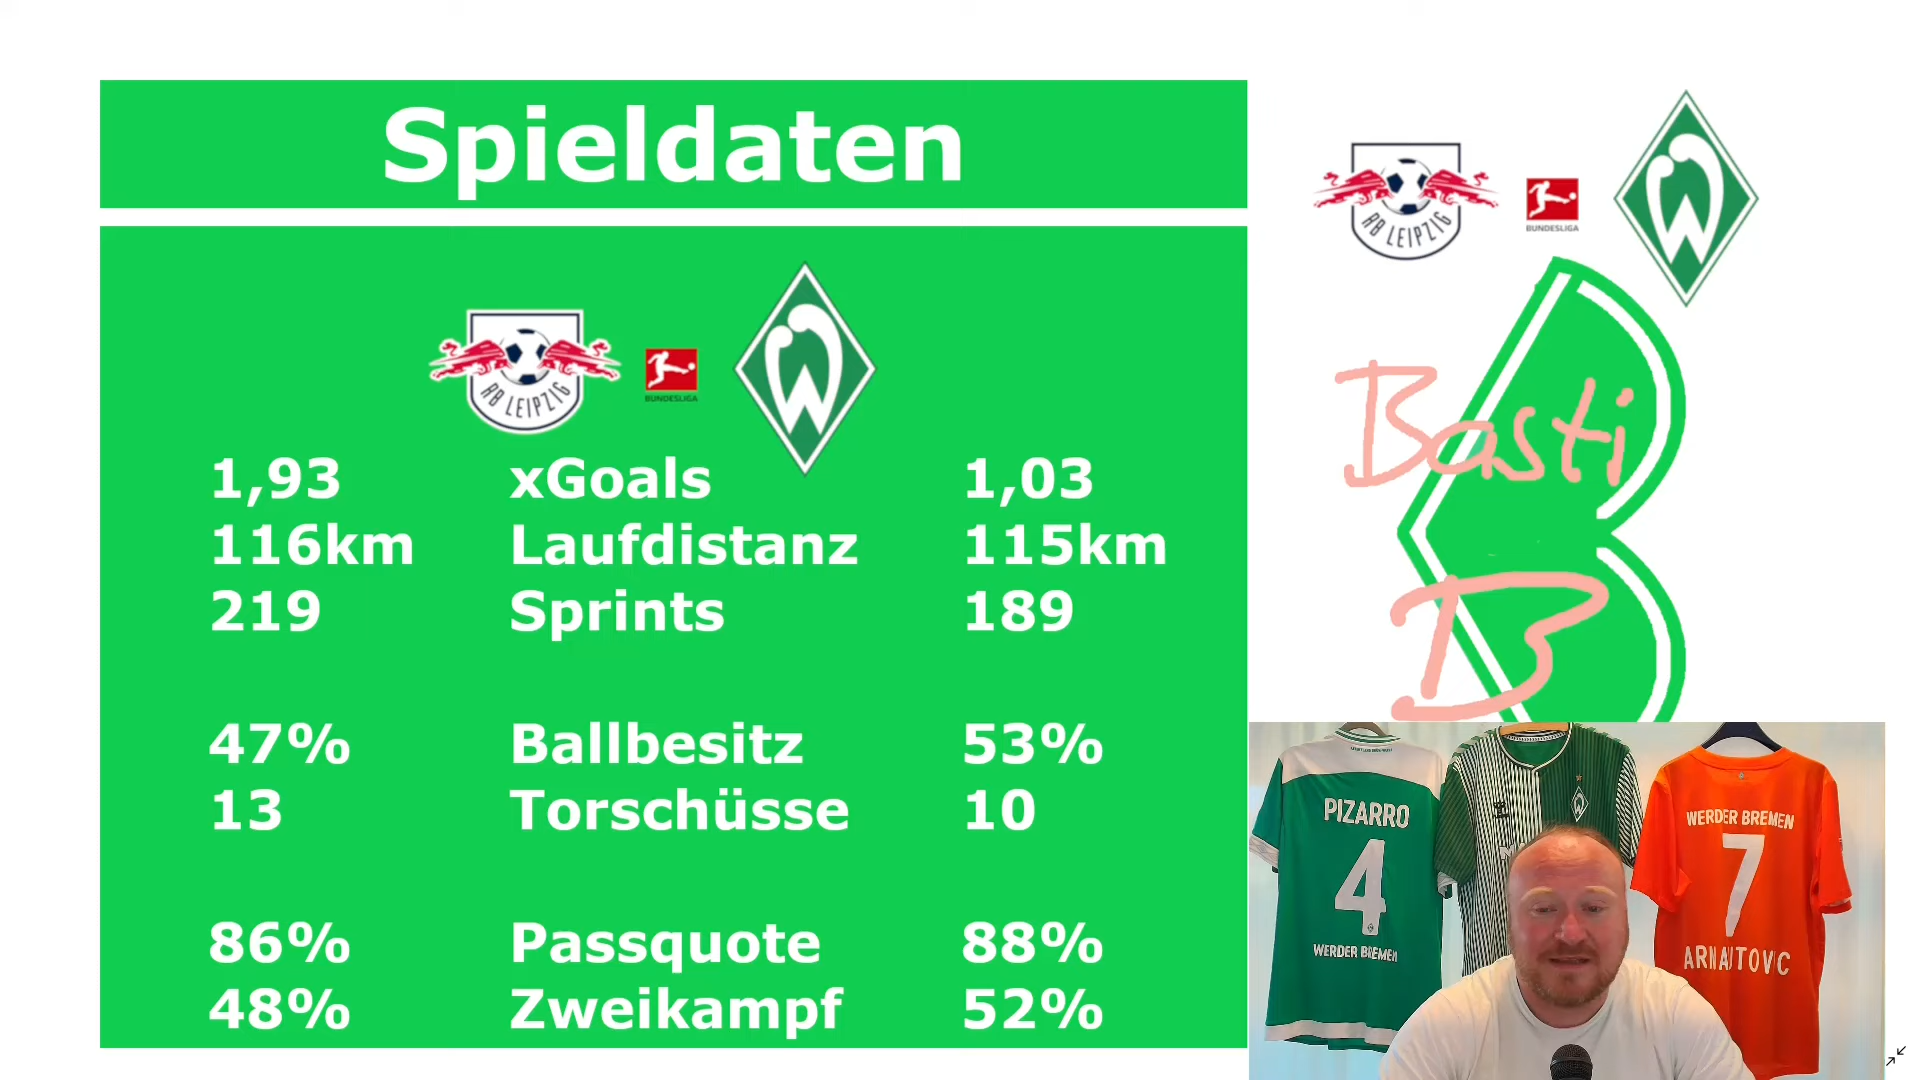 Spieldaten
RB LEIPZIG
BUNDESLIGA
W
1,93 xGoals 1,03
116km Laufdistanz 115km
219 Sprints 189
47% Ballbesitz 53%
13 Torschüsse 10
86% Passquote 88%
48% Zweikampf 52%
RB LEIPZIG
BUNDESLIGA
W
Basti
B
PIZARRO
4
WERDER BREMEN
WERDER BREMEN
7
ARNAUTOVC